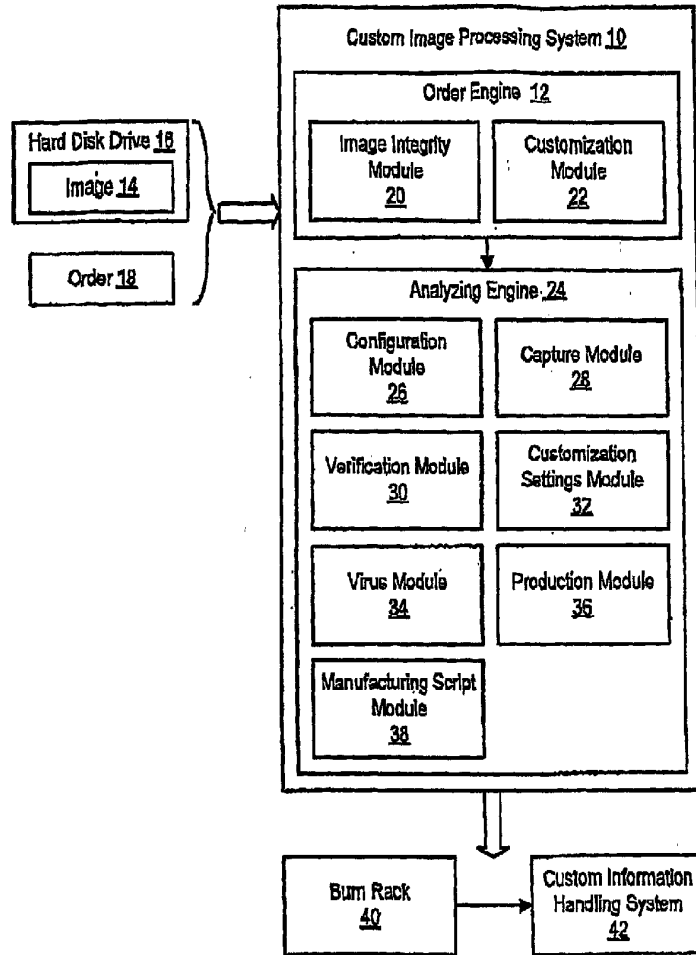 Custom Image Processing System 10
Order Engine 12
Image Integrity
Module
20
Customization
Module
22
Hard Disk Drive 16
Image 14
Order 18
Analyzing Engine 24
Configuration
Module
26
Capture Module
28
Verification Module
30
Customization
Settings Module
32
Virus Module
34
Production Module
36
Manufacturing Script
Module
38
Burn Rack
40
Custom Information
Handling System
42